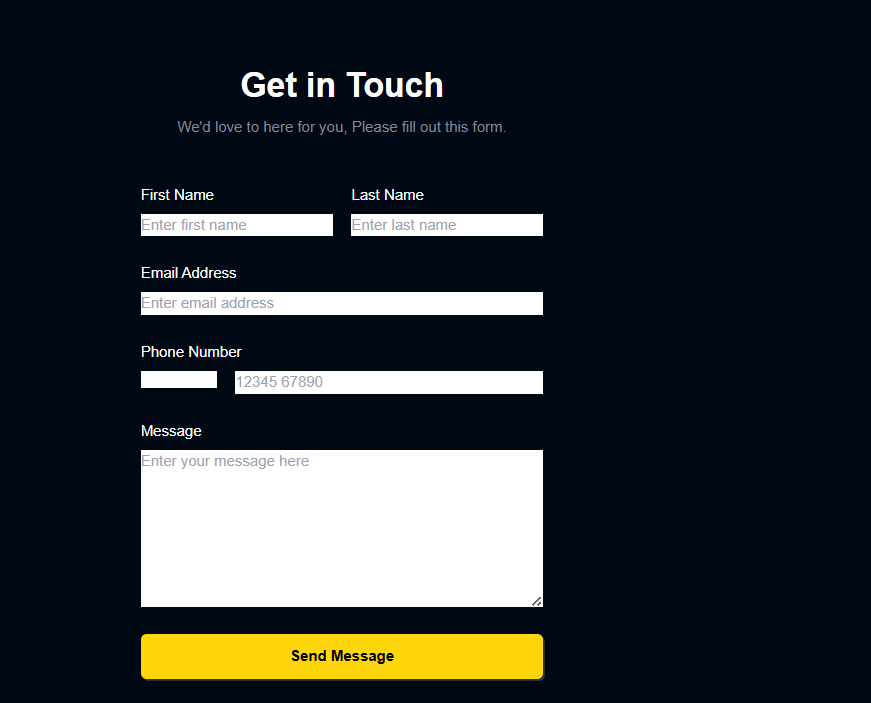 Get in Touch
We'd love to here for you, Please fill out this form.
First Name
Last Name
Enter first name
Enter last name
Email Address
Enter email address
Phone Number
12345 67890
Message
Enter your message here
Send Message